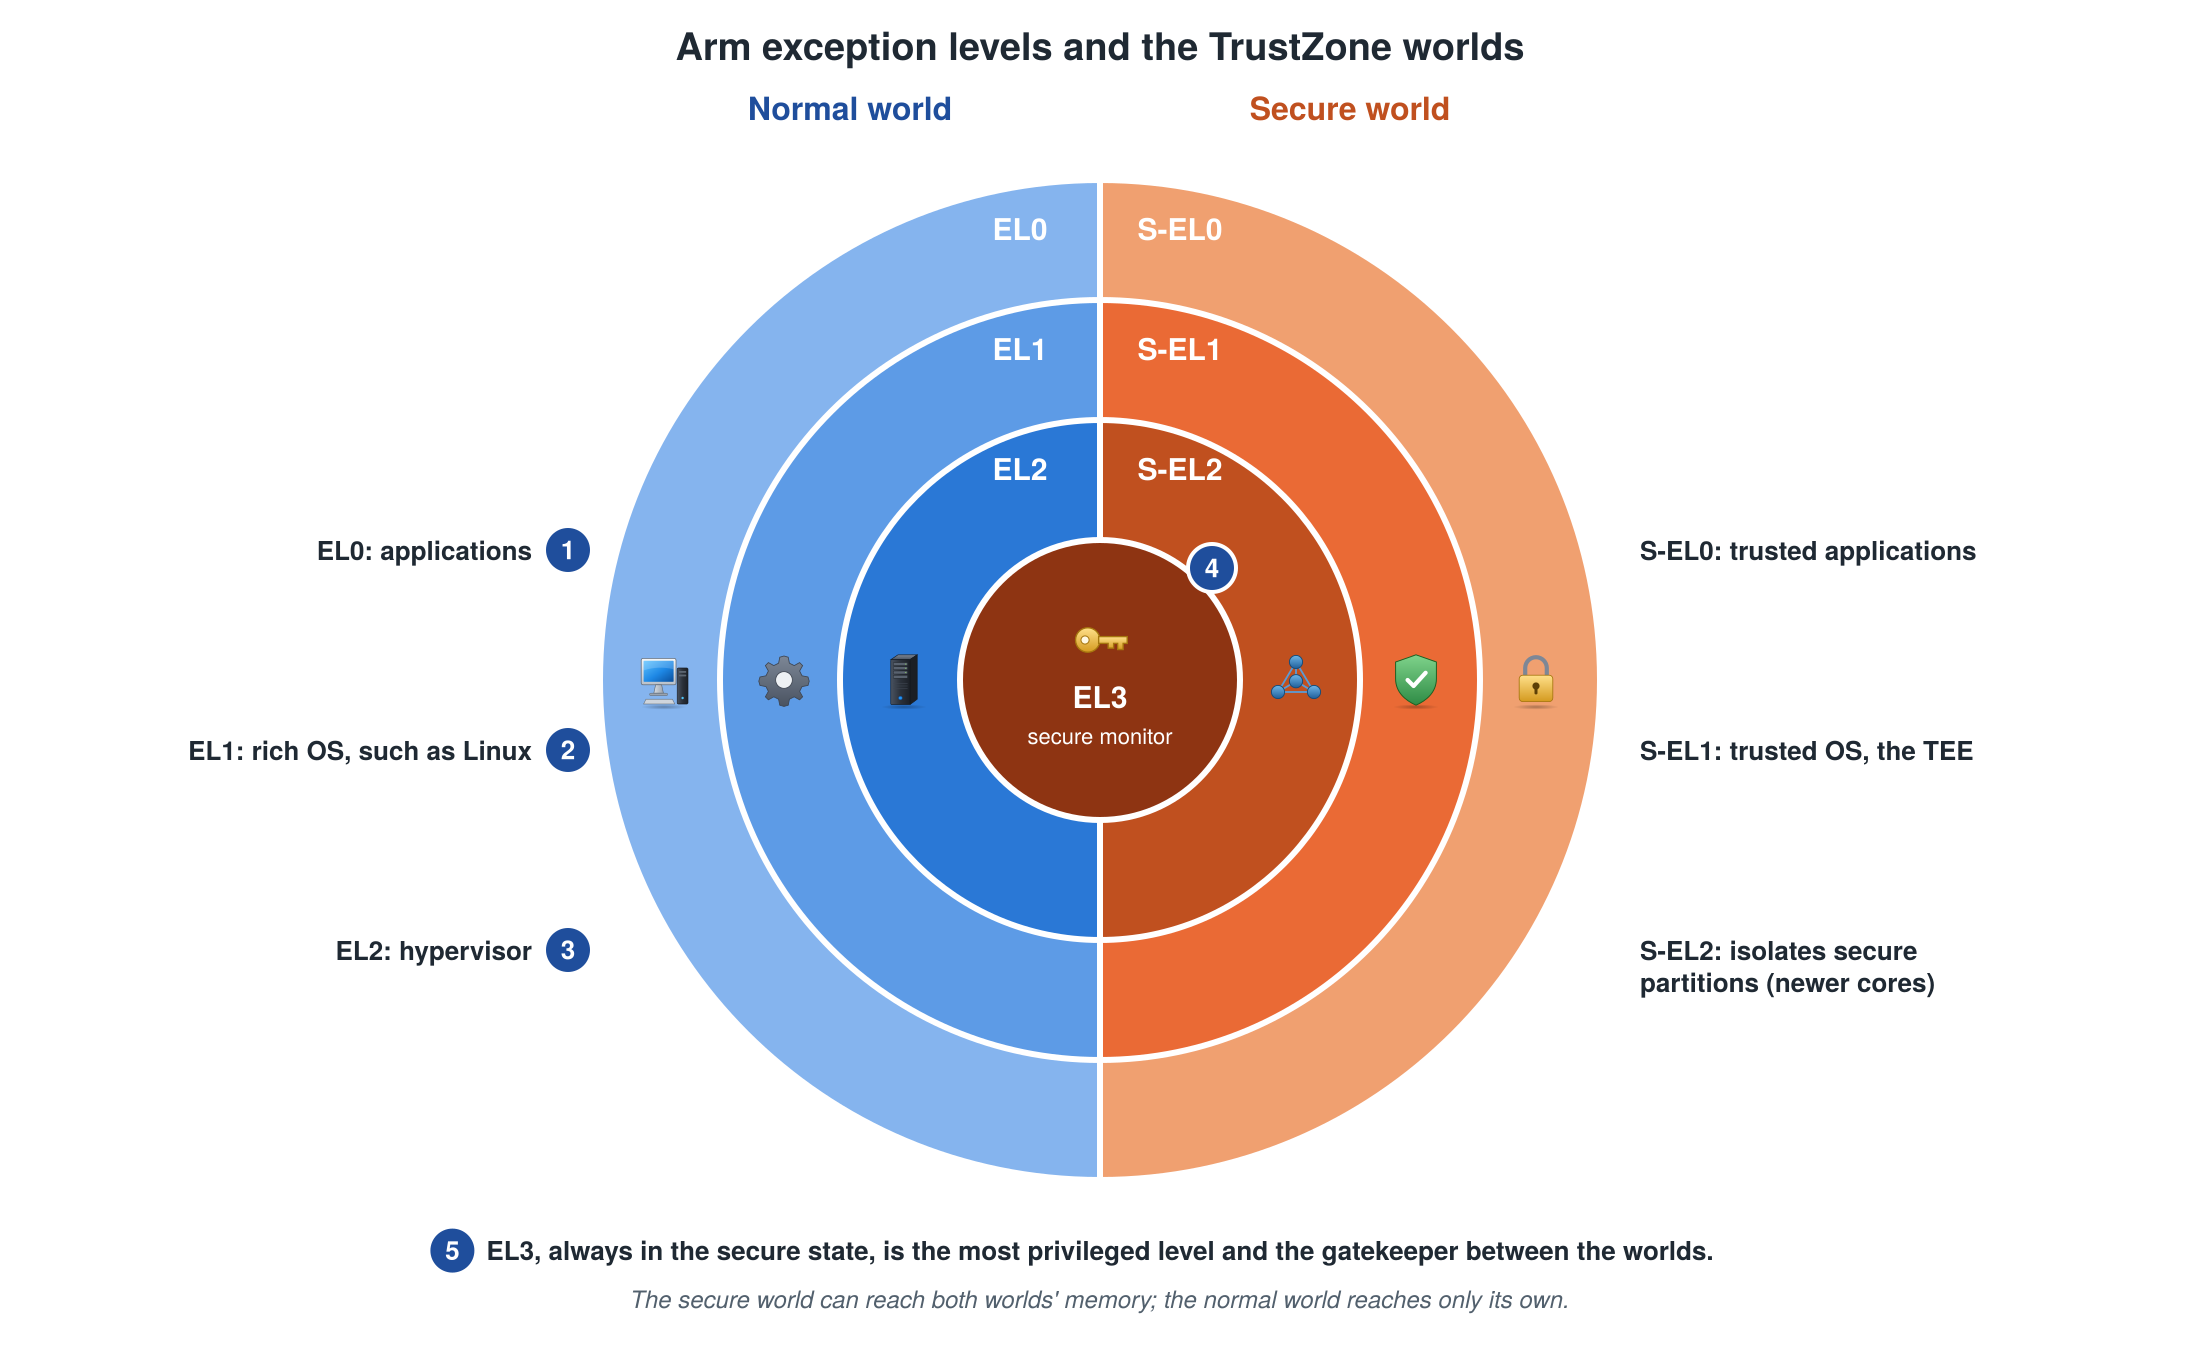 Arm exception levels and the TrustZone worlds
Normal world
Secure world
EL0
S-EL0
EL1
S-EL1
EL2
S-EL2
EL0: applications
1
4
S-EL0: trusted applications
EL3
secure monitor
EL1: rich OS, such as Linux
2
S-EL1: trusted OS, the TEE
EL2: hypervisor
3
S-EL2: isolates secure
partitions (newer cores)
5
EL3, always in the secure state, is the most privileged level and the gatekeeper between the worlds.
The secure world can reach both worlds' memory; the normal world reaches only its own.